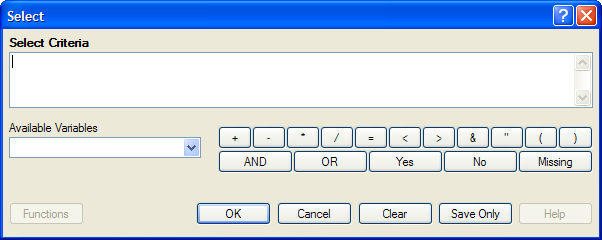 Select
Select Criteria
Available Variables
+ - * / = < > & " ( )
AND OR Yes No Missing
Functions OK Cancel Clear Save Only Help